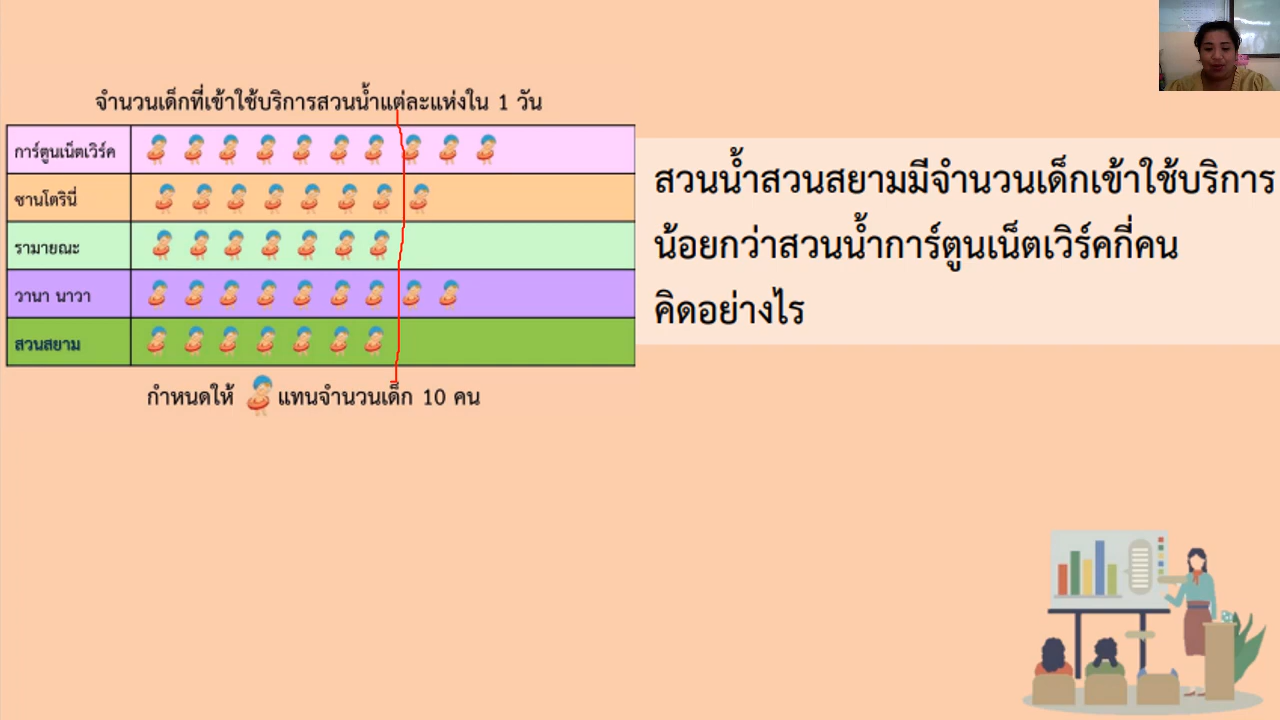 จำนวนเด็กที่เข้าใช้บริการสวนน้ำแต่ละแห่งใน 1 วัน
การ์ตูนเน็ตเวิร์ค
ซานโตรินี่
รามายณะ
วานา นาวา
สวนสยาม
กำหนดให้ แทนจำนวนเด็ก 10 คน
สวนน้ำสวนสยามมีจำนวนเด็กเข้าใช้บริการ
น้อยกว่าสวนน้ำการ์ตูนเน็ตเวิร์คกี่คน
คิดอย่างไร